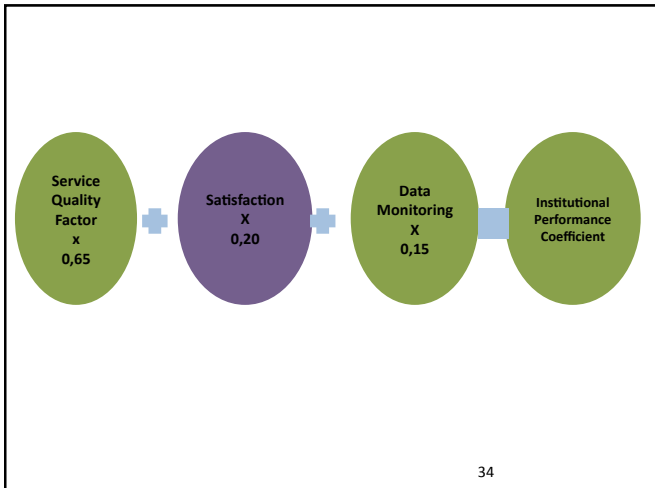 Service
Quality
Factor
x
0,65
Satisfaction
X
0,20
Data
Monitoring
X
0,15
Institutional
Performance
Coefficient
34